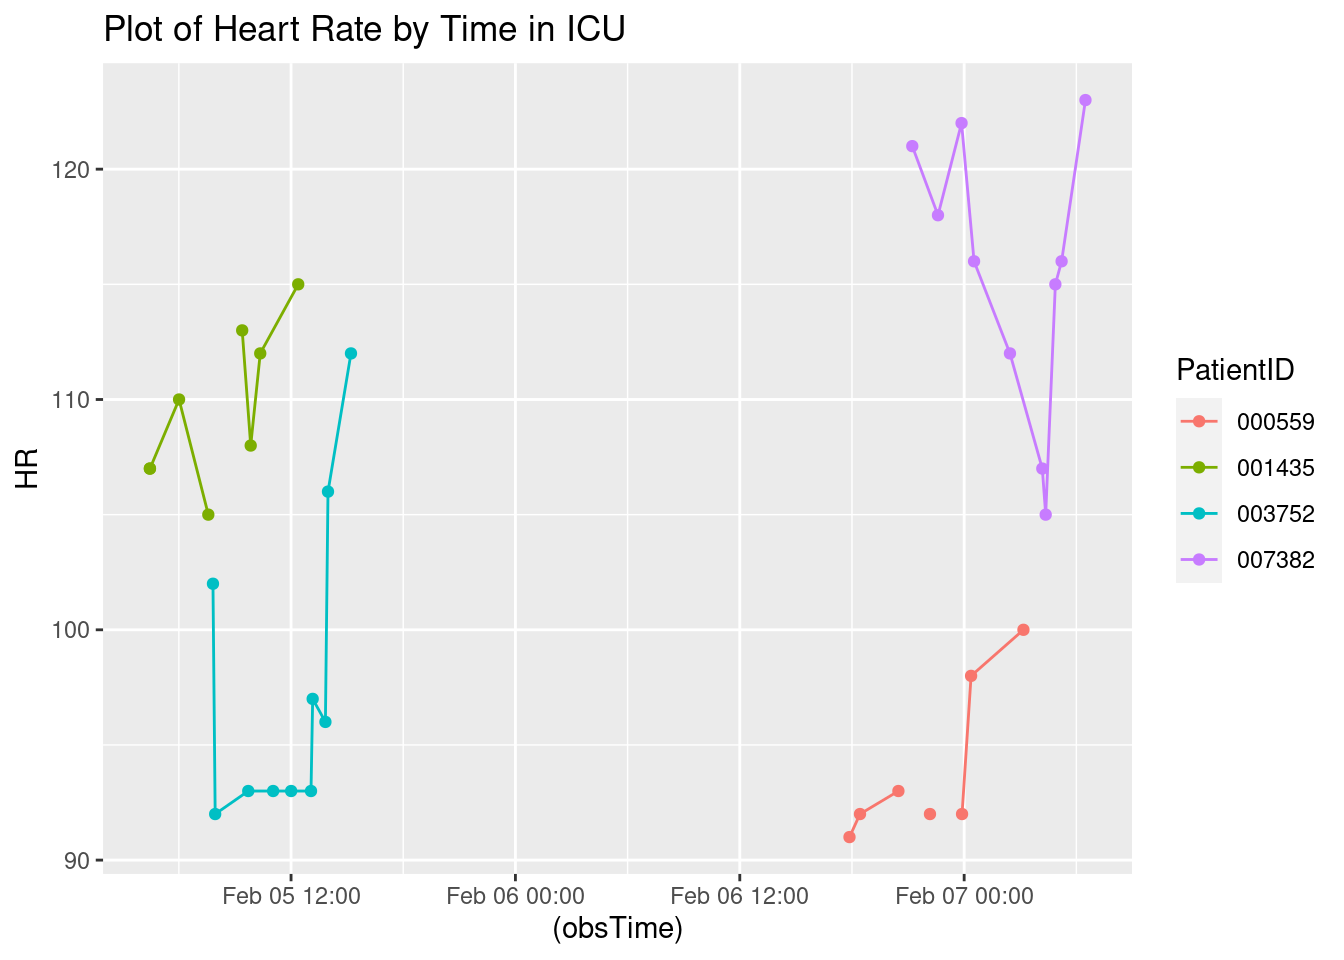 Plot of Heart Rate by Time in ICU
120
110
100
90
HR
Feb 05 12:00
Feb 06 00:00
Feb 06 12:00
Feb 07 00:00
(obsTime)
PatientID
000559
001435
003752
007382